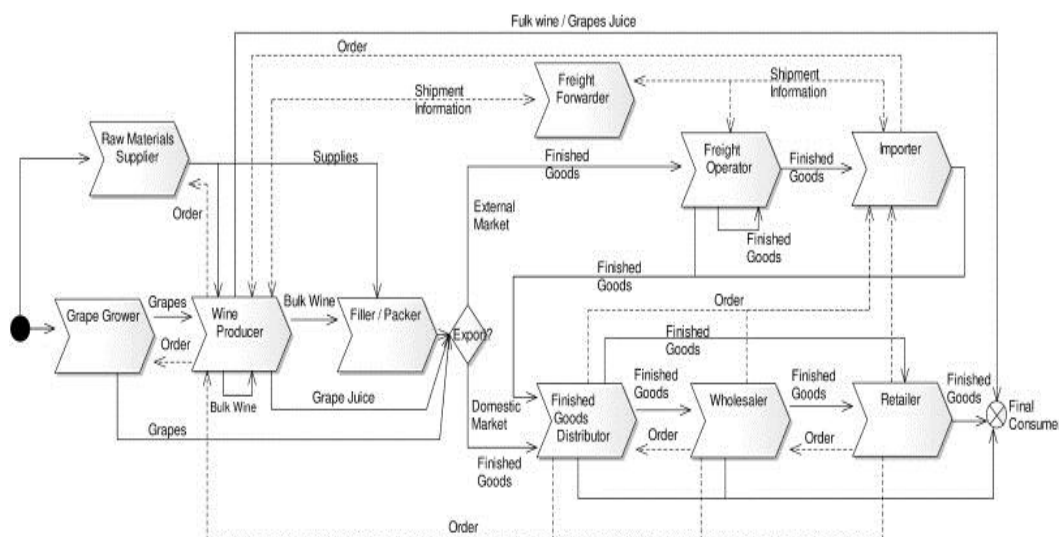 Fulk wine / Grapes Juice
Order
Shipment
Information
Freight
Forwarder
Shipment
Information
Raw Materials
Supplier
Supplies
Finished
Goods
Freight
Operator
Finished
Goods
Importer
Order
External
Market
Finished
Goods
Finished
Goods
Grape Grower
Grapes
Order
Wine
Producer
Bulk Wine
Filler / Packer
Export?
Order
Finished
Goods
Bulk Wine
Grape Juice
Grapes
Domestic
Market
Finished
Goods
Finished
Goods
Distributor
Finished
Goods
Order
Wholesaler
Finished
Goods
Order
Retailer
Finished
Goods
Final
Consume
Order